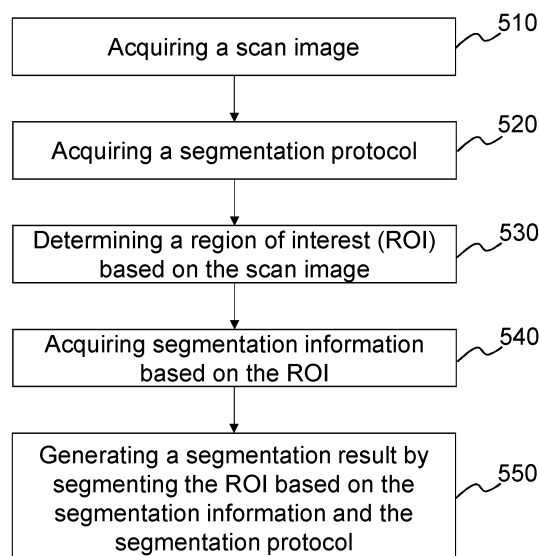 510
Acquiring a scan image
520
Acquiring a segmentation protocol
530
Determining a region of interest (ROI)
based on the scan image
540
Acquiring segmentation information
based on the ROI
550
Generating a segmentation result by
segmenting the ROI based on the
segmentation information and the
segmentation protocol